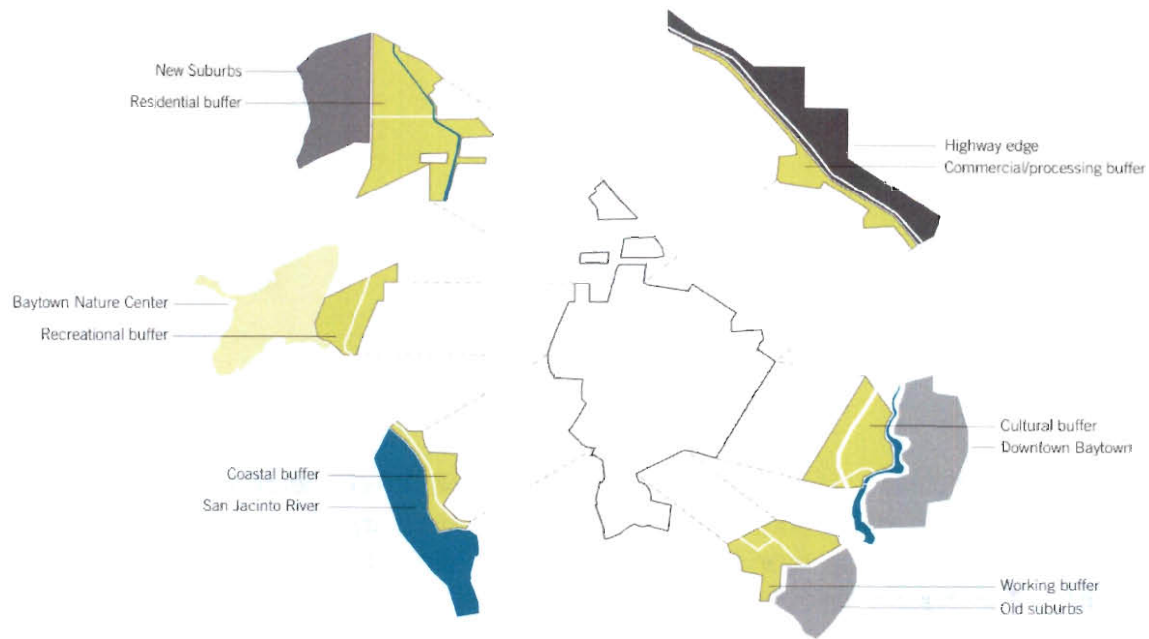 New Suburbs
Residential buffer
Highway edge
Commercial/processing buffer
Baytown Nature Center
Recreational buffer
Coastal buffer
San Jacinto River
Cultural buffer
Downtown Baytown
Working buffer
Old suburbs